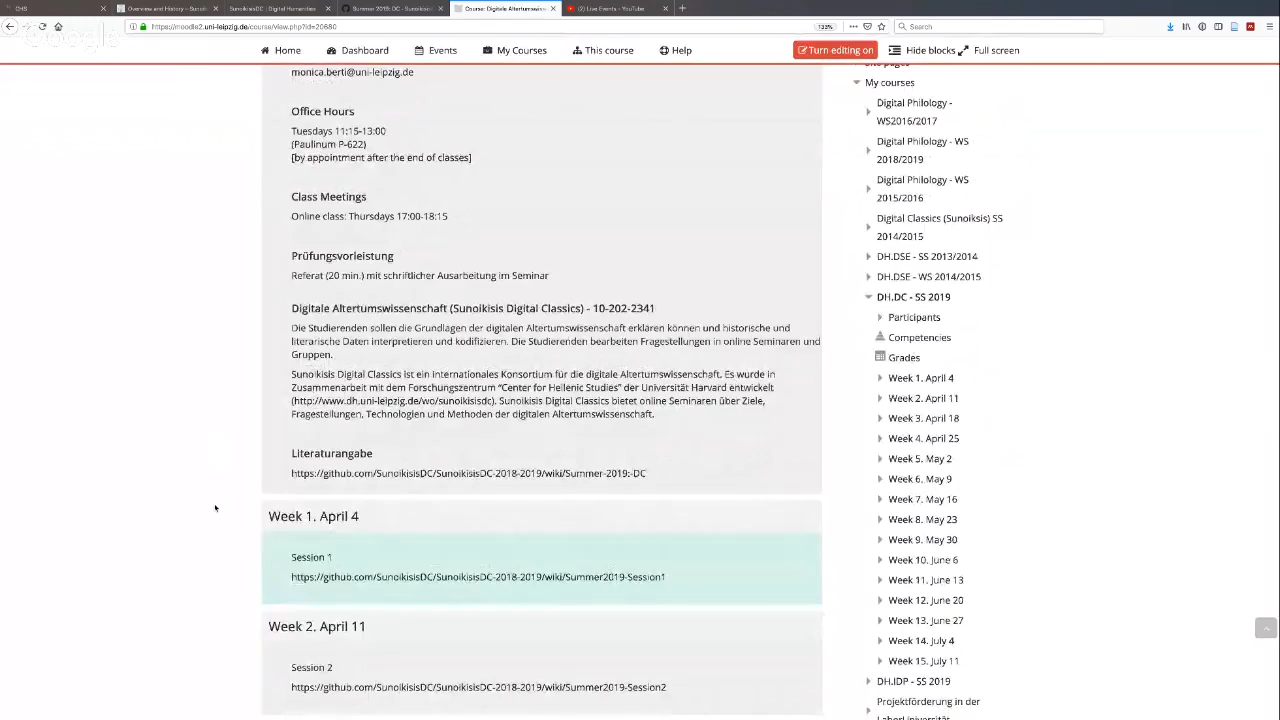 CHS
Overview and History – Sunoiki
SunoikisisDC | Digital Humanities
Summer 2019: DC · SunoikisisD
Course: Digitale Altertumswiss
(2) Live Events - YouTube
https://moodle2.uni-leipzig.de/course/view.php?id=20680
133%
Search
Home
Dashboard
Events
My Courses
This course
Help
Turn editing on
Hide blocks
Full screen
monica.berti@uni-leipzig.de
Office Hours
Tuesdays 11:15-13:00
(Paulinum P-622)
[by appointment after the end of classes]
Class Meetings
Online class: Thursdays 17:00-18:15
Prüfungsvorleistung
Referat (20 min.) mit schriftlicher Ausarbeitung im Seminar
Digitale Altertumswissenschaft (Sunoikisis Digital Classics) - 10-202-2341
Die Studierenden sollen die Grundlagen der digitalen Altertumswissenschaft erklären können und historische und
literarische Daten interpretieren und kodifizieren. Die Studierenden bearbeiten Fragestellungen in online Seminaren und
Gruppen.
Sunoikisis Digital Classics ist ein internationales Konsortium für die digitale Altertumswissenschaft. Es wurde in
Zusammenarbeit mit dem Forschungszentrum “Center for Hellenic Studies” der Universität Harvard entwickelt
(http://www.dh.uni-leipzig.de/wo/sunoikisisdc). Sunoikisis Digital Classics bietet online Seminaren über Ziele,
Fragestellungen, Technologien und Methoden der digitalen Altertumswissenschaft.
Literaturangabe
https://github.com/SunoikisisDC/SunoikisisDC-2018-2019/wiki/Summer-2019:-DC
Week 1. April 4
Session 1
https://github.com/SunoikisisDC/SunoikisisDC-2018-2019/wiki/Summer2019-Session1
Week 2. April 11
Session 2
https://github.com/SunoikisisDC/SunoikisisDC-2018-2019/wiki/Summer2019-Session2
Site pages
My courses
Digital Philology -
WS2016/2017
Digital Philology - WS
2018/2019
Digital Philology - WS
2015/2016
Digital Classics (Sunoiksis) SS
2014/2015
DH.DSE - SS 2013/2014
DH.DSE - WS 2014/2015
DH.DC - SS 2019
Participants
Competencies
Grades
Week 1. April 4
Week 2. April 11
Week 3. April 18
Week 4. April 25
Week 5. May 2
Week 6. May 9
Week 7. May 16
Week 8. May 23
Week 9. May 30
Week 10. June 6
Week 11. June 13
Week 12. June 20
Week 13. June 27
Week 14. July 4
Week 15. July 11
DH.IDP - SS 2019
Projektförderung in der
LaborUniversität